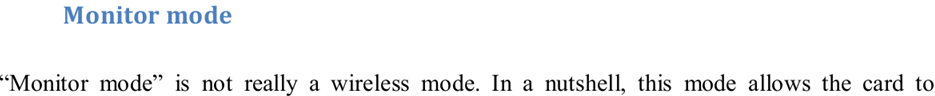 Monitor mode
“Monitor mode” is not really a wireless mode. In a nutshell, this mode allows the card to